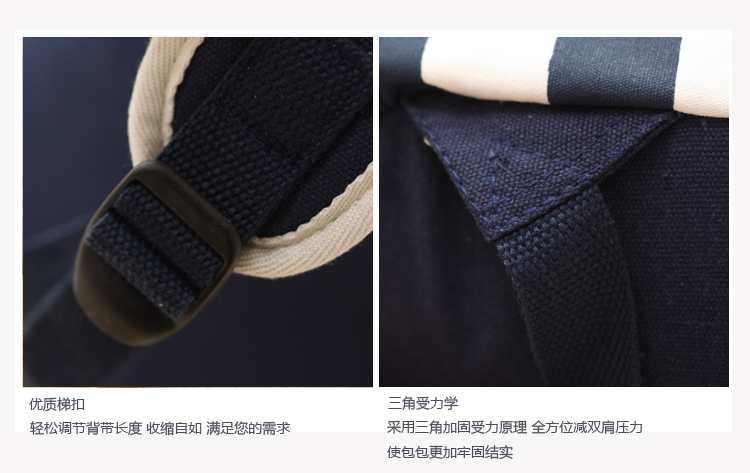 优质梯扣
轻松调节背带长度 收缩自如 满足您的需求
三角受力学
采用三角加固受力原理 全方位减双肩压力
使包包更加牢固结实